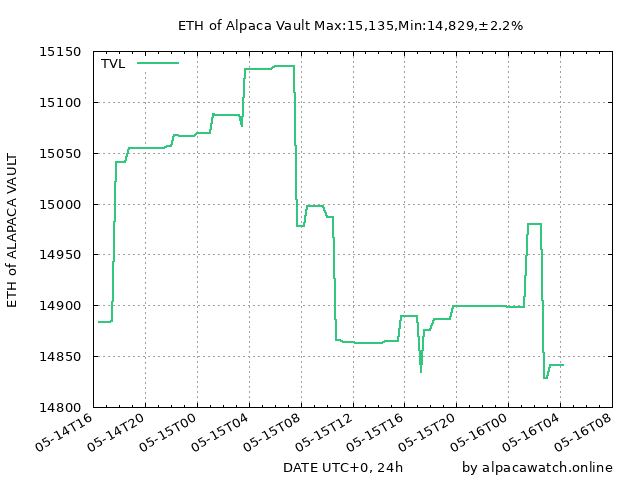 ETH of Alpaca Vault Max:15,135,Min:14,829,±2.2%
TVL
15150
15100
15050
15000
14950
14900
14850
14800
ETH of ALAPACA VAULT
05-14T16
05-14T20
05-15T00
05-15T04
05-15T08
05-15T12
05-15T16
05-15T20
05-16T00
05-16T04
05-16T08
DATE UTC+0, 24h
by alpacawatch.online